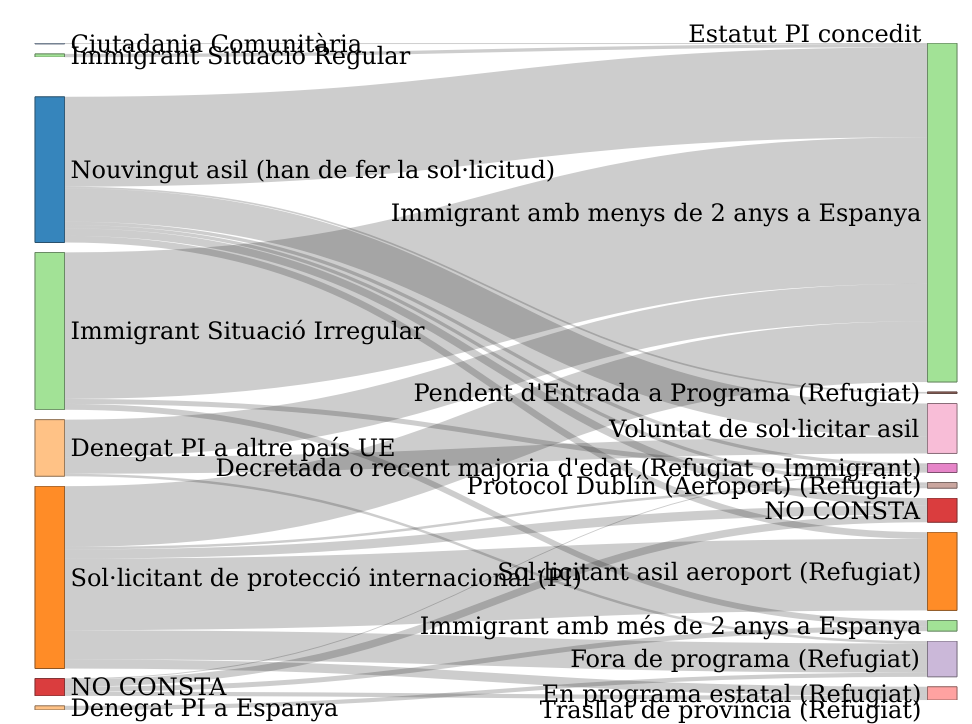 Estatut PI concedit
Ciutadania Comunitària
Immigrant Situació Regular
Nouvingut asil (han de fer la sol·licitud)
Immigrant amb menys de 2 anys a Espanya
Immigrant Situació Irregular
Pendent d'Entrada a Programa (Refugiat)
Voluntat de sol·licitar asil
Denegat PI a altre país UE
Decretada o recent majoria d'edat (Refugiat o Immigrant)
Protocol Dublín (Aeroport) (Refugiat)
NO CONSTA
Sol·licitant de protecció internacional (PI)
Sol·licitant asil aeroport (Refugiat)
Immigrant amb més de 2 anys a Espanya
Fora de programa (Refugiat)
NO CONSTA
En programa estatal (Refugiat)
Denegat PI a Espanya
Trasllat de província (Refugiat)